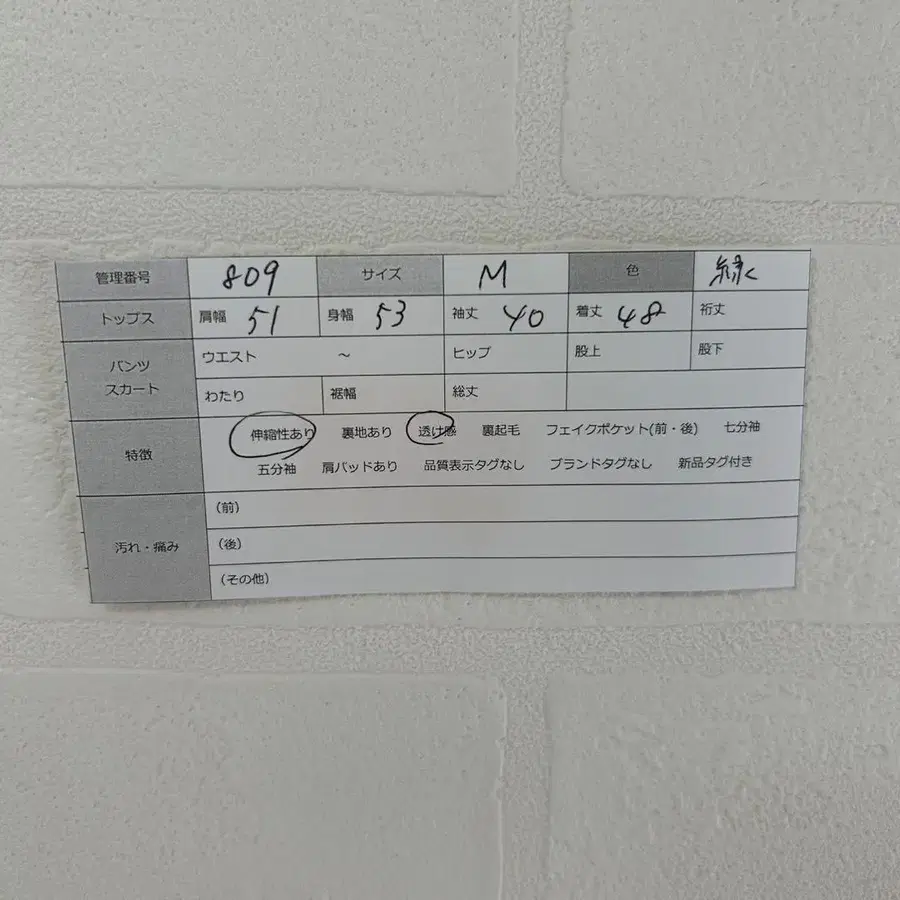 管理番号 809 サイズ M 色 緑
トップス 肩幅 51 身幅 53 袖丈 40 着丈 48 裄丈
パンツ スカート
ウエスト ～ ヒップ 股上 股下
わたり 裾幅 総丈
特徴
伸縮性あり 裏地あり 透け感 裏起毛 フェイクポケット(前・後) 七分袖
五分袖 肩パッドあり 品質表示タグなし ブランドタグなし 新品タグ付き
汚れ・痛み
（前）
（後）
（その他）